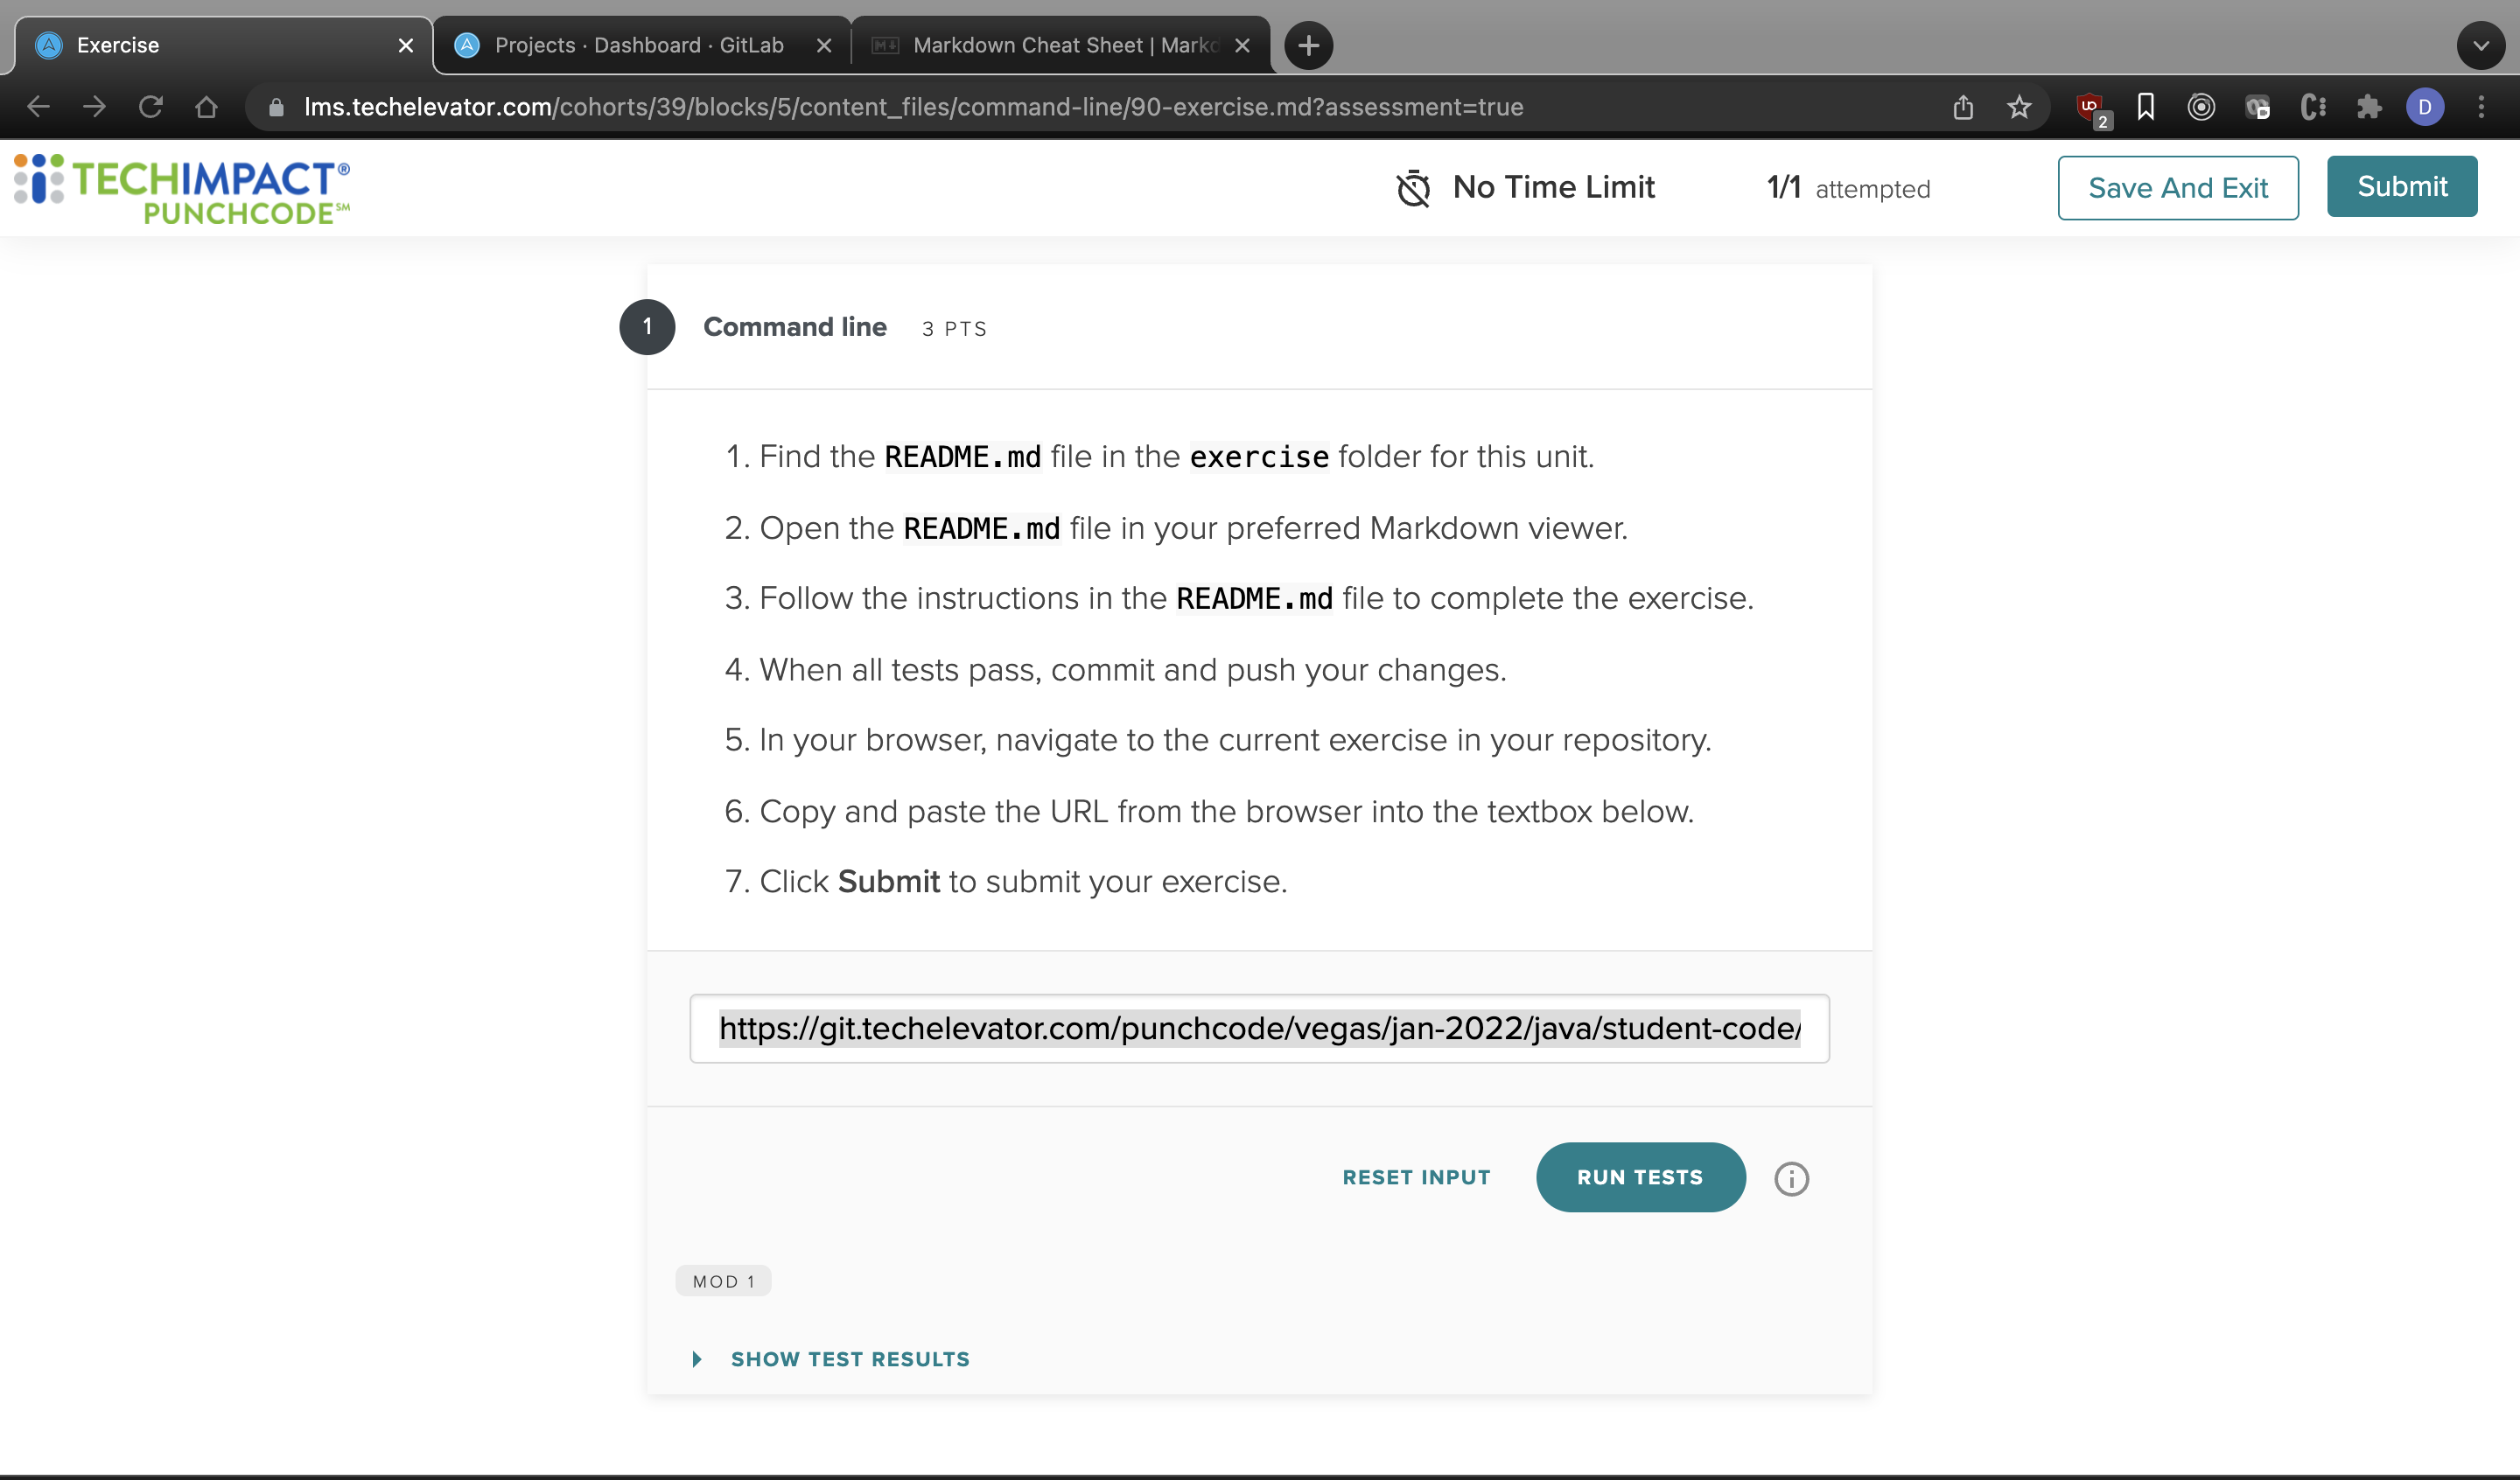 Exercise
Projects · Dashboard · GitLab
Markdown Cheat Sheet | Mark
lms.techelevator.com/cohorts/39/blocks/5/content_files/command-line/90-exercise.md?assessment=true
2
D
TECHIMPACT®
PUNCHCODE℠
No Time Limit
1/1 attempted
Save And Exit
Submit
1
Command line 3 PTS
1. Find the README.md file in the exercise folder for this unit.
2. Open the README.md file in your preferred Markdown viewer.
3. Follow the instructions in the README.md file to complete the exercise.
4. When all tests pass, commit and push your changes.
5. In your browser, navigate to the current exercise in your repository.
6. Copy and paste the URL from the browser into the textbox below.
7. Click Submit to submit your exercise.
https://git.techelevator.com/punchcode/vegas/jan-2022/java/student-code/
RESET INPUT
RUN TESTS
MOD 1
SHOW TEST RESULTS